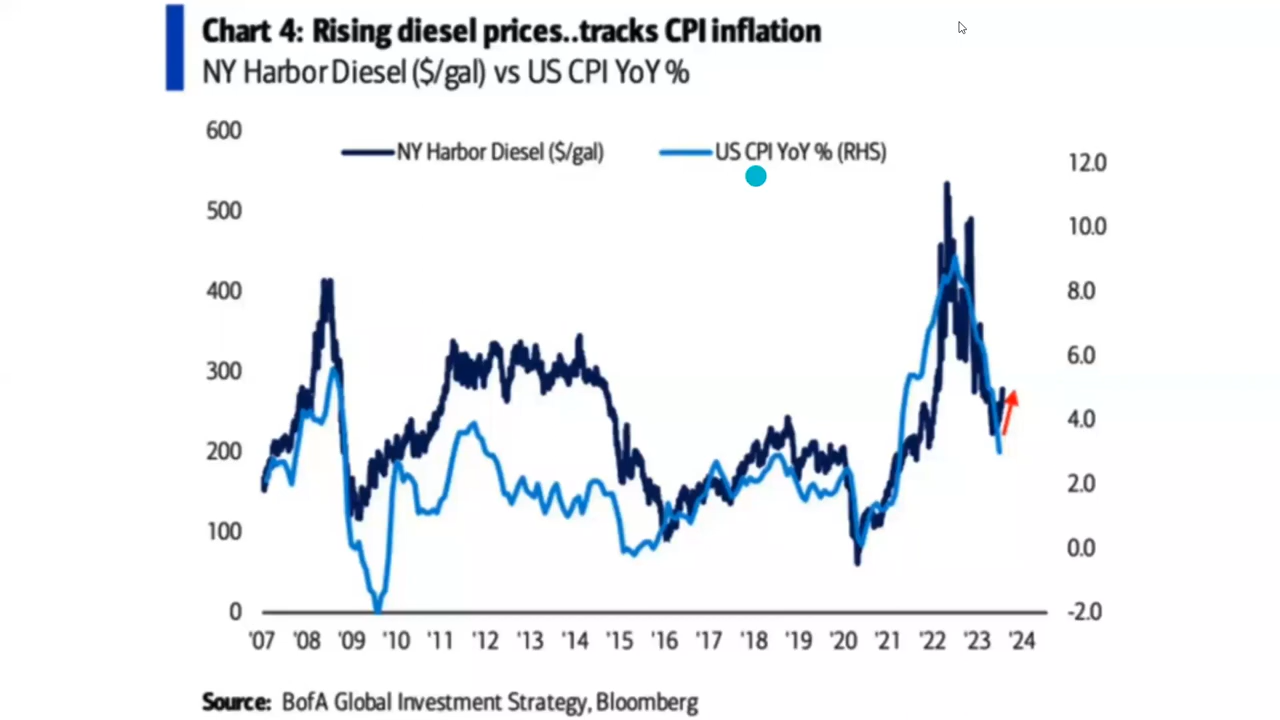 Chart 4: Rising diesel prices..tracks CPI inflation
NY Harbor Diesel ($/gal) vs US CPI YoY %
600
500
400
300
200
100
0
NY Harbor Diesel ($/gal)
US CPI YoY % (RHS)
12.0
10.0
8.0
6.0
4.0
2.0
0.0
-2.0
'07 '08 '09 '10 '11 '12 '13 '14 '15 '16 '17 '18 '19 '20 '21 '22 '23 '24
Source: BofA Global Investment Strategy, Bloomberg